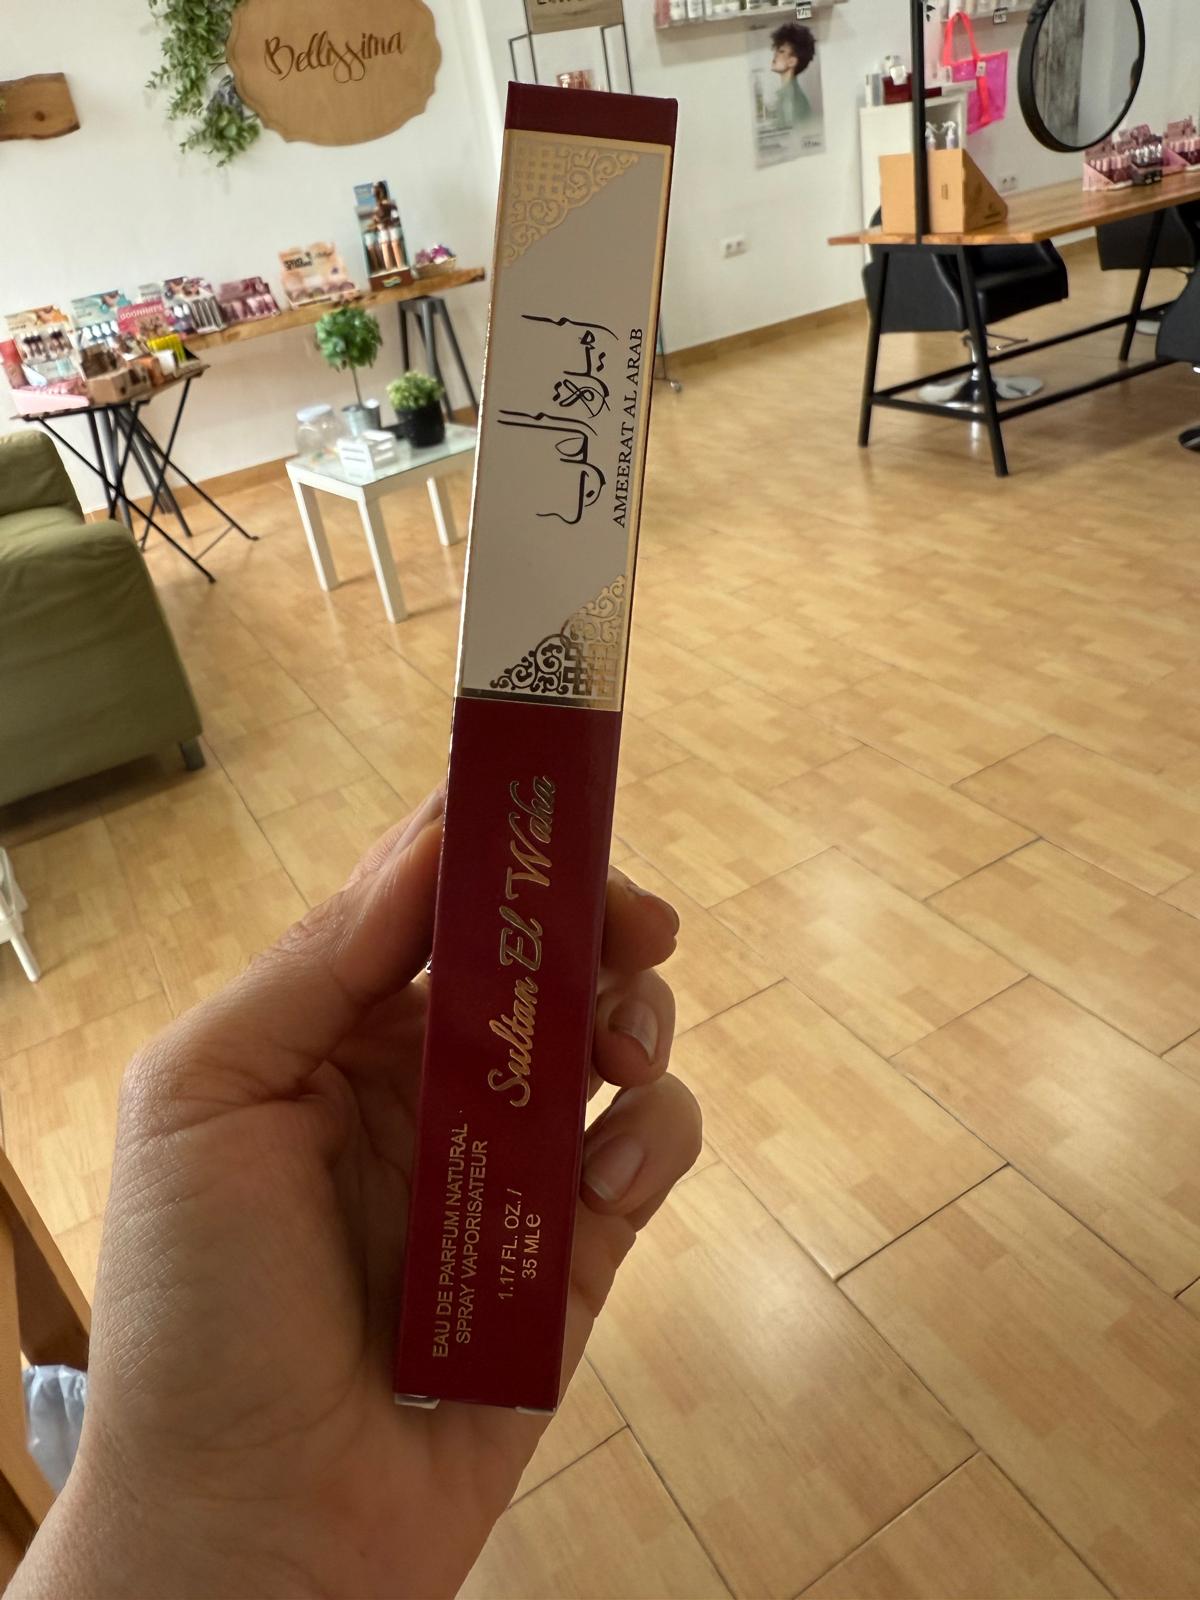 Bellissima
أميرة العرب
AMEERAT AL ARAB
Sultan El Waha
EAU DE PARFUM NATURAL
SPRAY VAPORISATEUR
1.17 FL. OZ. /
35 MLe